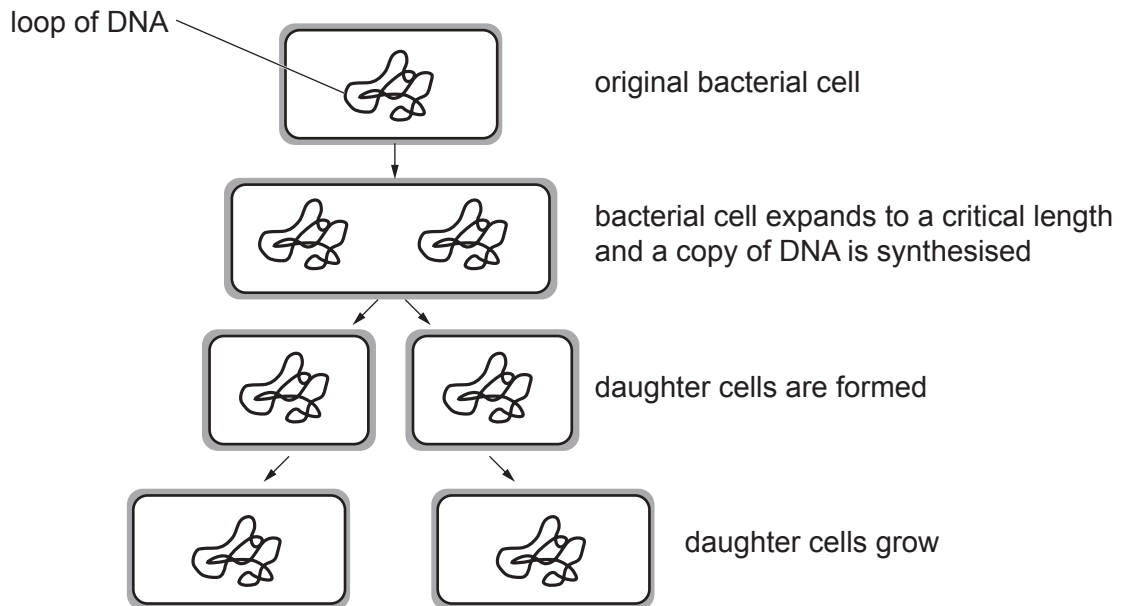 loop of DNA
original bacterial cell
bacterial cell expands to a critical length
and a copy of DNA is synthesised
daughter cells are formed
daughter cells grow